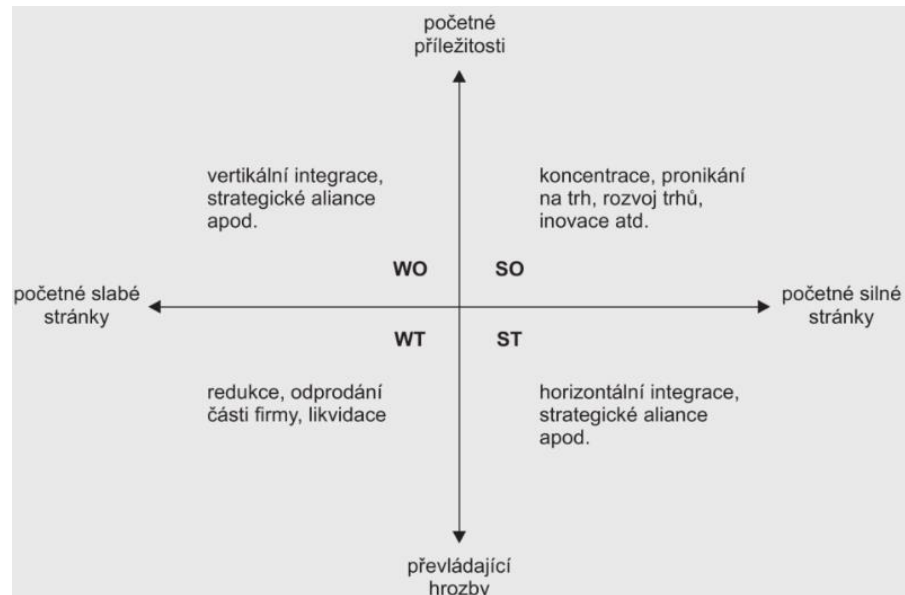 početné
příležitosti
vertikální integrace,
strategické aliance
apod.
koncentrace, pronikání
na trh, rozvoj trhů,
inovace atd.
WO
SO
početné slabé
stránky
početné silné
stránky
WT
ST
redukce, odprodání
části firmy, likvidace
horizontální integrace,
strategické aliance
apod.
převládající
hrozby